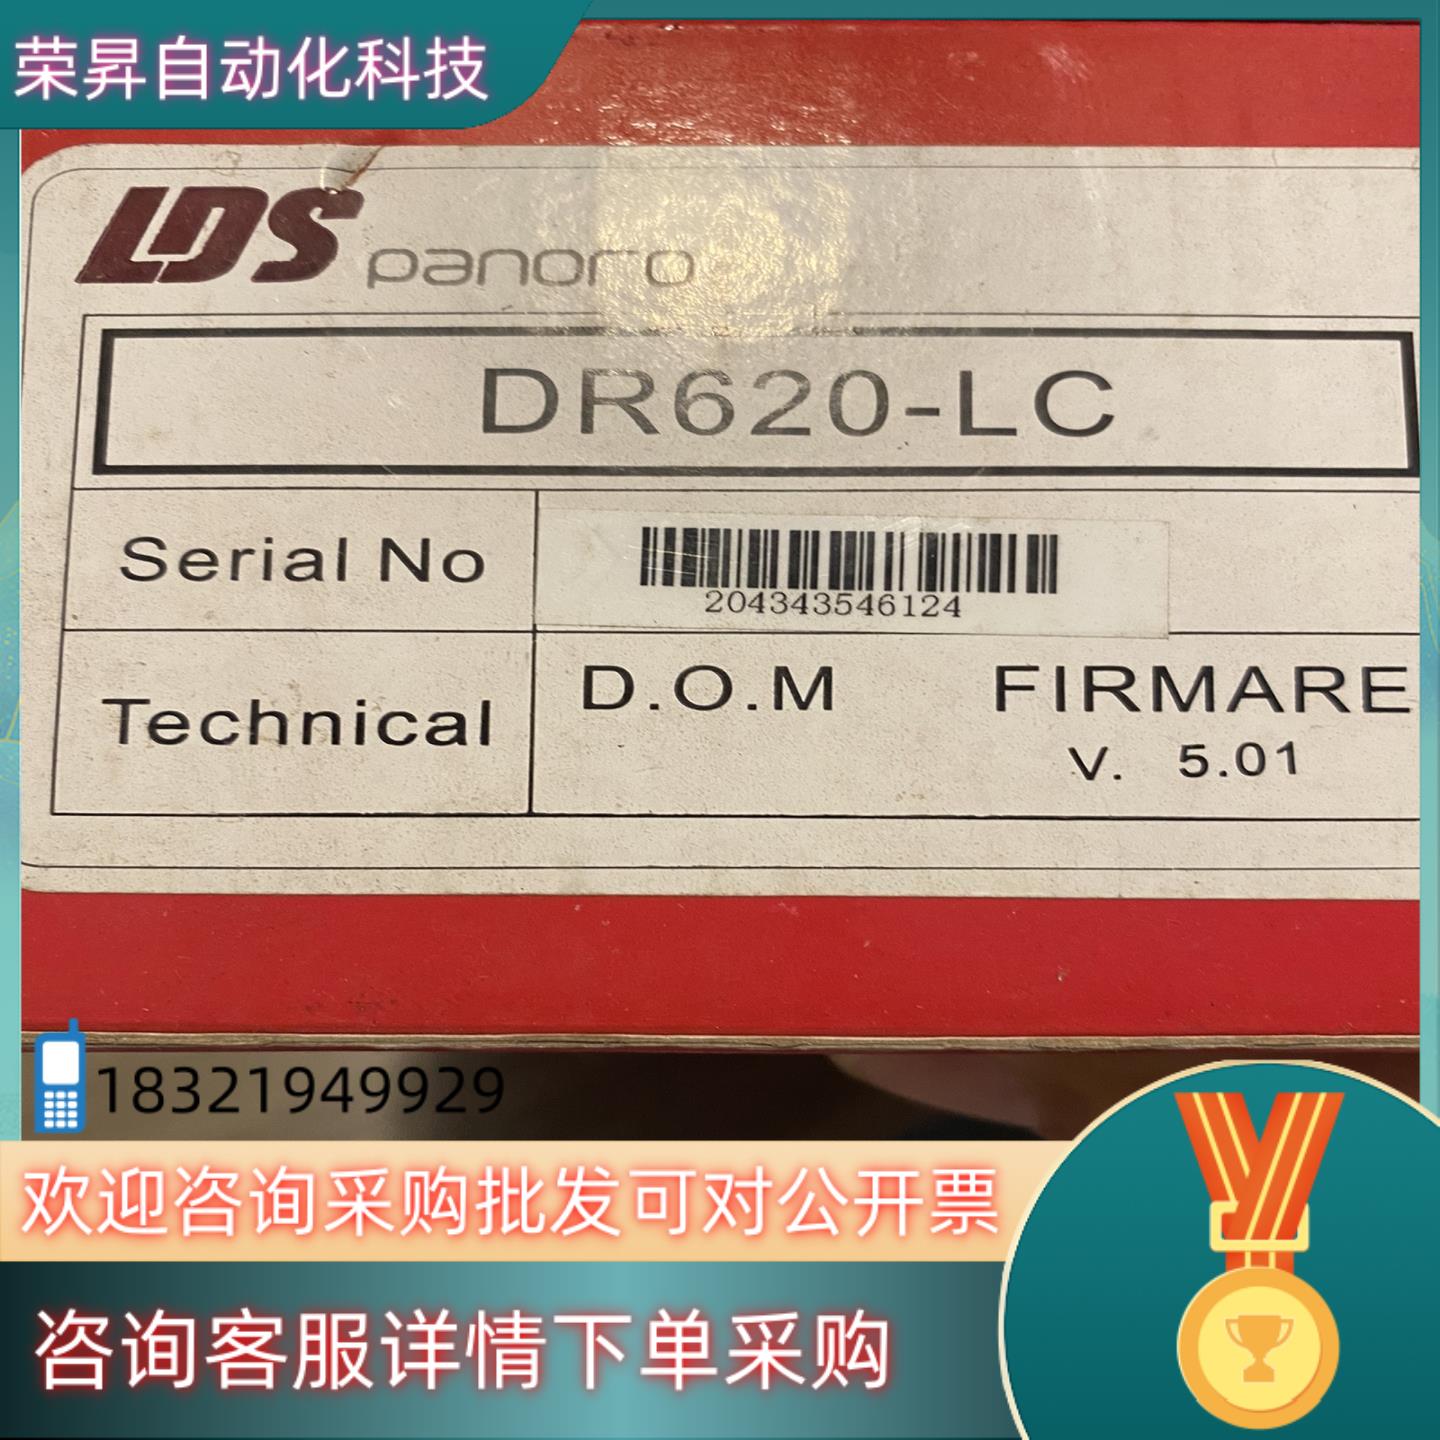 荣昇自动化科技
LDS panoro
DR620-LC
Serial No
204343546124
Technical
D.O.M FIRMARE
V. 5.01
18321949929
欢迎咨询采购批发可对公开票
咨询客服详情下单采购